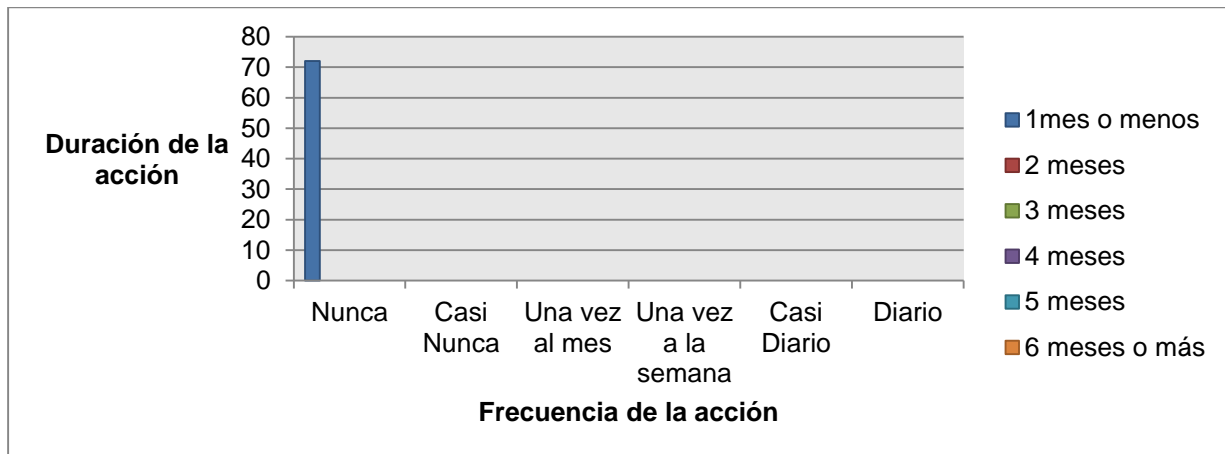 80
70
60
50
40
30
20
10
0
Duración de la
acción
Nunca
Casi
Nunca
Una vez
al mes
Una vez
a la
semana
Casi
Diario
Diario
Frecuencia de la acción
1mes o menos
2 meses
3 meses
4 meses
5 meses
6 meses o más